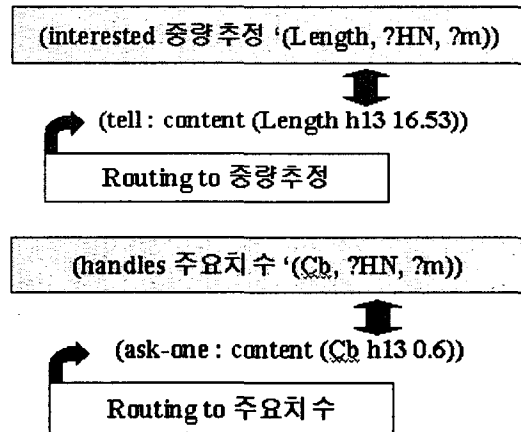 (interested 중량추정 ‘(Length, ?HN, ?m))
(tell : content (Length h13 16.53))
Routing to 중량추정
(handles 주요치수 ‘(Cb, ?HN, ?m))
(ask-one : content (Cb h13 0.6))
Routing to 주요치수